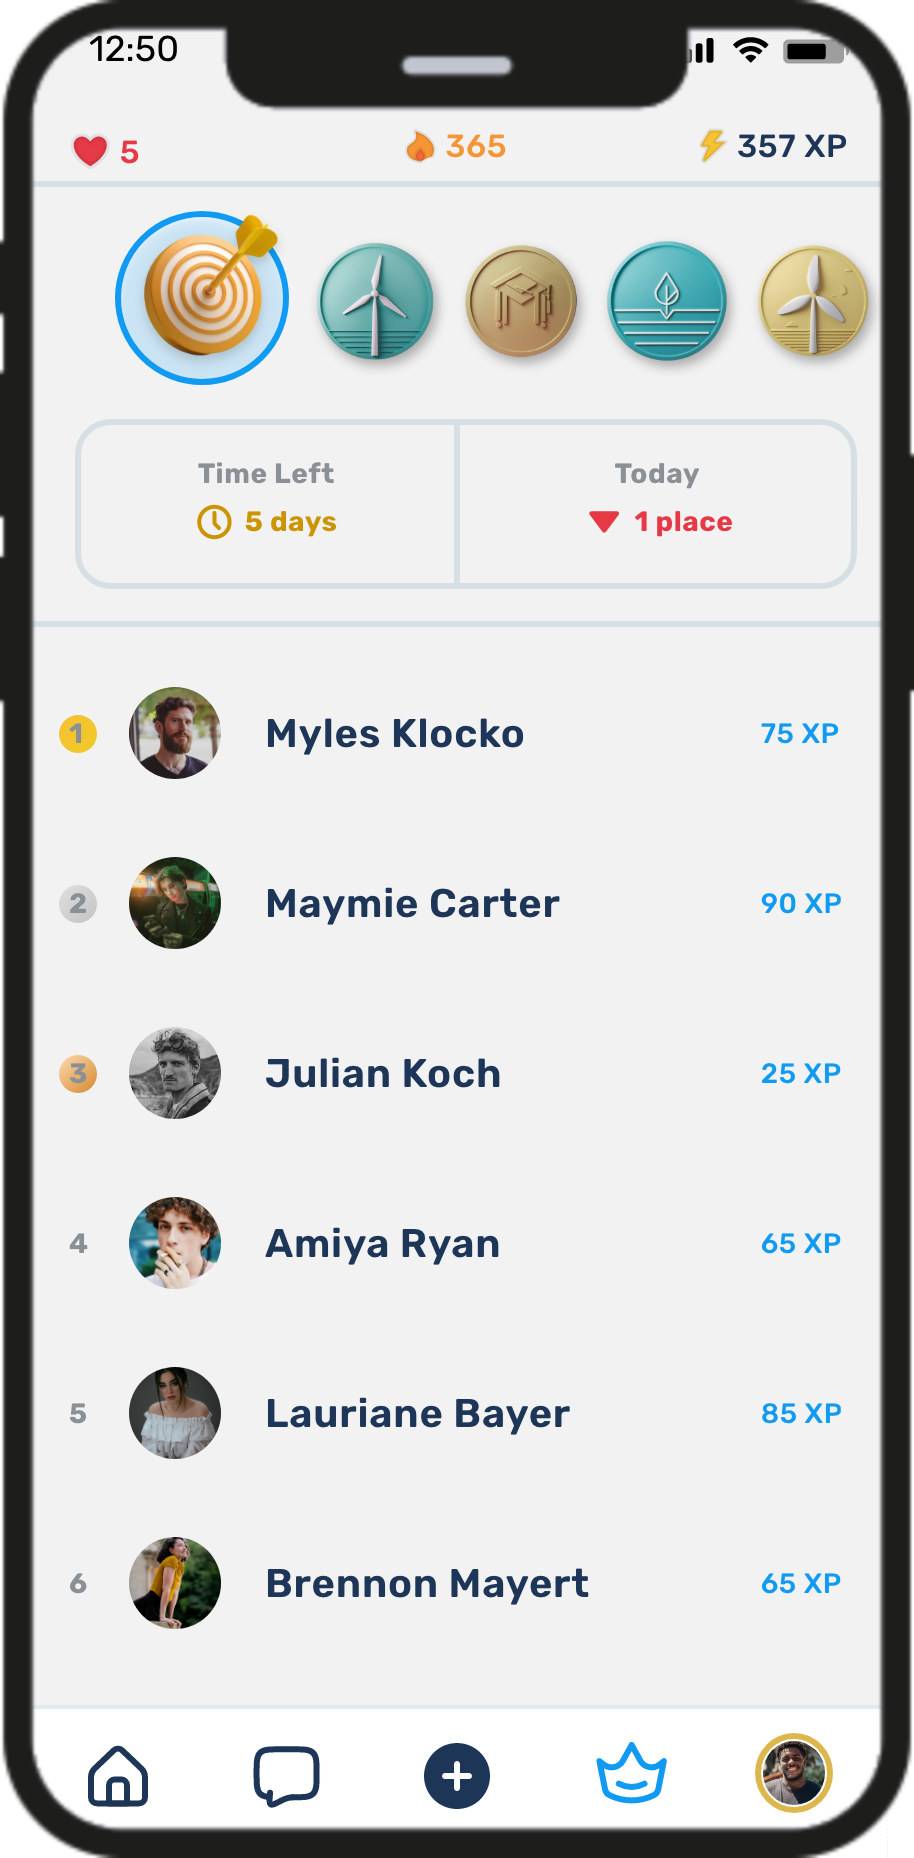 12:50
5 365 357 XP
Time Left Today
5 days 1 place
1 Myles Klocko 75 XP
2 Maymie Carter 90 XP
3 Julian Koch 25 XP
4 Amiya Ryan 65 XP
5 Lauriane Bayer 85 XP
6 Brennon Mayert 65 XP